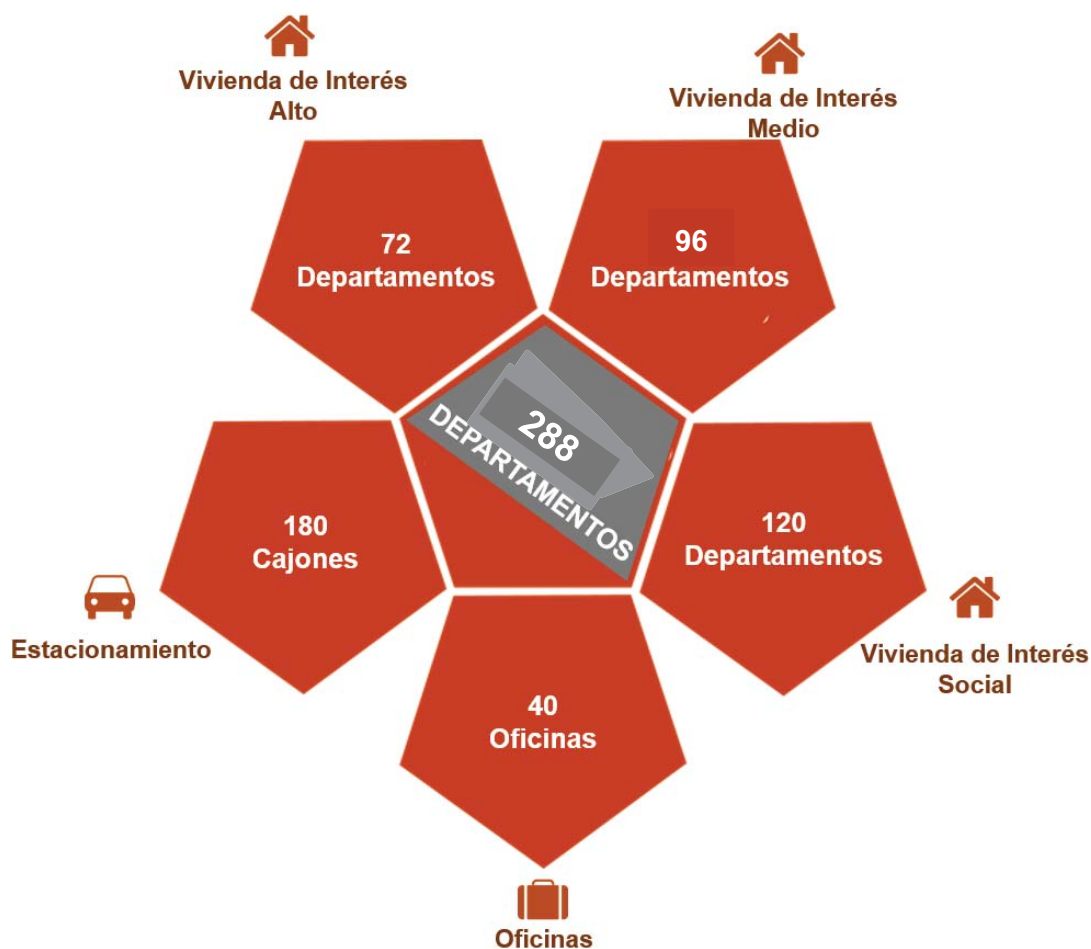 Vivienda de Interés
Alto
Vivienda de Interés
Medio
72
Departamentos
96
Departamentos
288
DEPARTAMENTOS
180
Cajones
120
Departamentos
Estacionamiento
Vivienda de Interés
Social
40
Oficinas
Oficinas